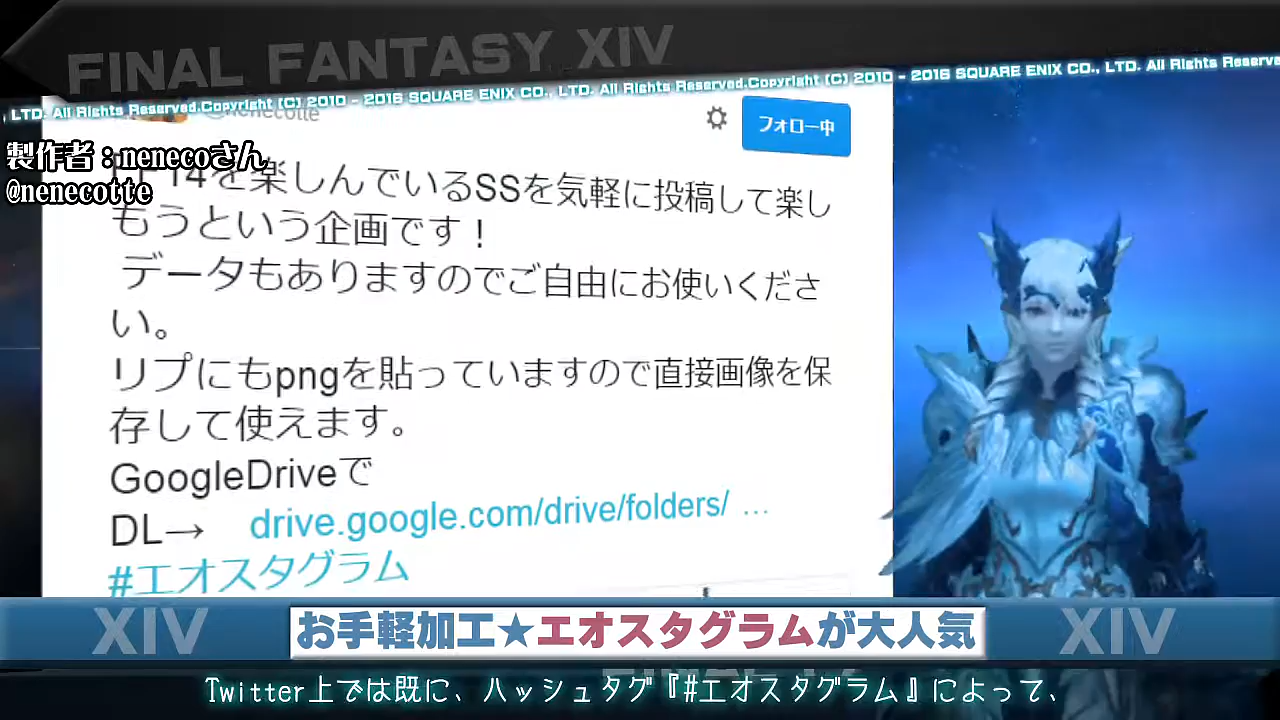 FINAL FANTASY XIV
, LTD. All Rights Reserved.Copyright (C) 2010 - 2016 SQUARE ENIX CO., LTD. All Rights Reserved.Copyright (C) 2010 - 2016 SQUARE ENIX CO., LTD. All Rights Reserve
@nenecotte
フォロー中
製作者:nenecoさん
@nenecotte
FF14を楽しんでいるSSを気軽に投稿して楽し
もうという企画です!
データもありますのでご自由にお使いくださ
い。
リプにもpngを貼っていますので直接画像を保
存して使えます。
GoogleDriveで
DL→ drive.google.com/drive/folders/ …
#エオスタグラム
XIV お手軽加工★エオスタグラムが大人気 XIV
Twitter上では既に、ハッシュタグ『#エオスタグラム』によって、